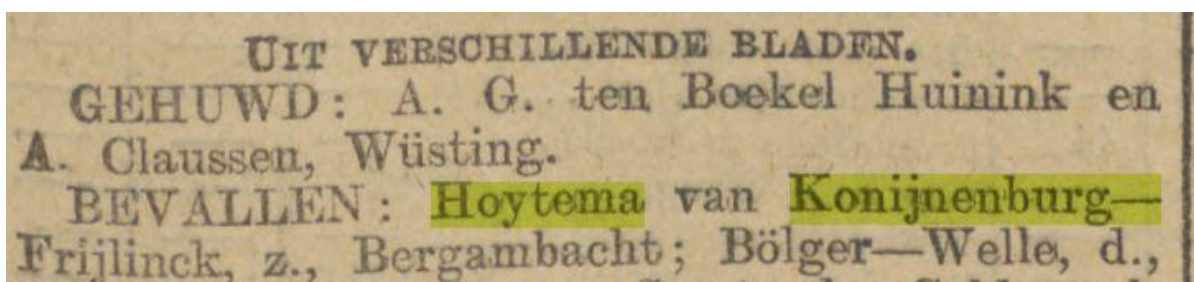 UIT VERSCHILLENDE BLADEN.
GEHUWD: A. G. ten Boekel Huinink en
A. Claussen, Wüsting.
BEVALLEN: Hoytema van Konijnenburg—
Frijlinck, z., Bergambacht; Bölger—Welle, d.,